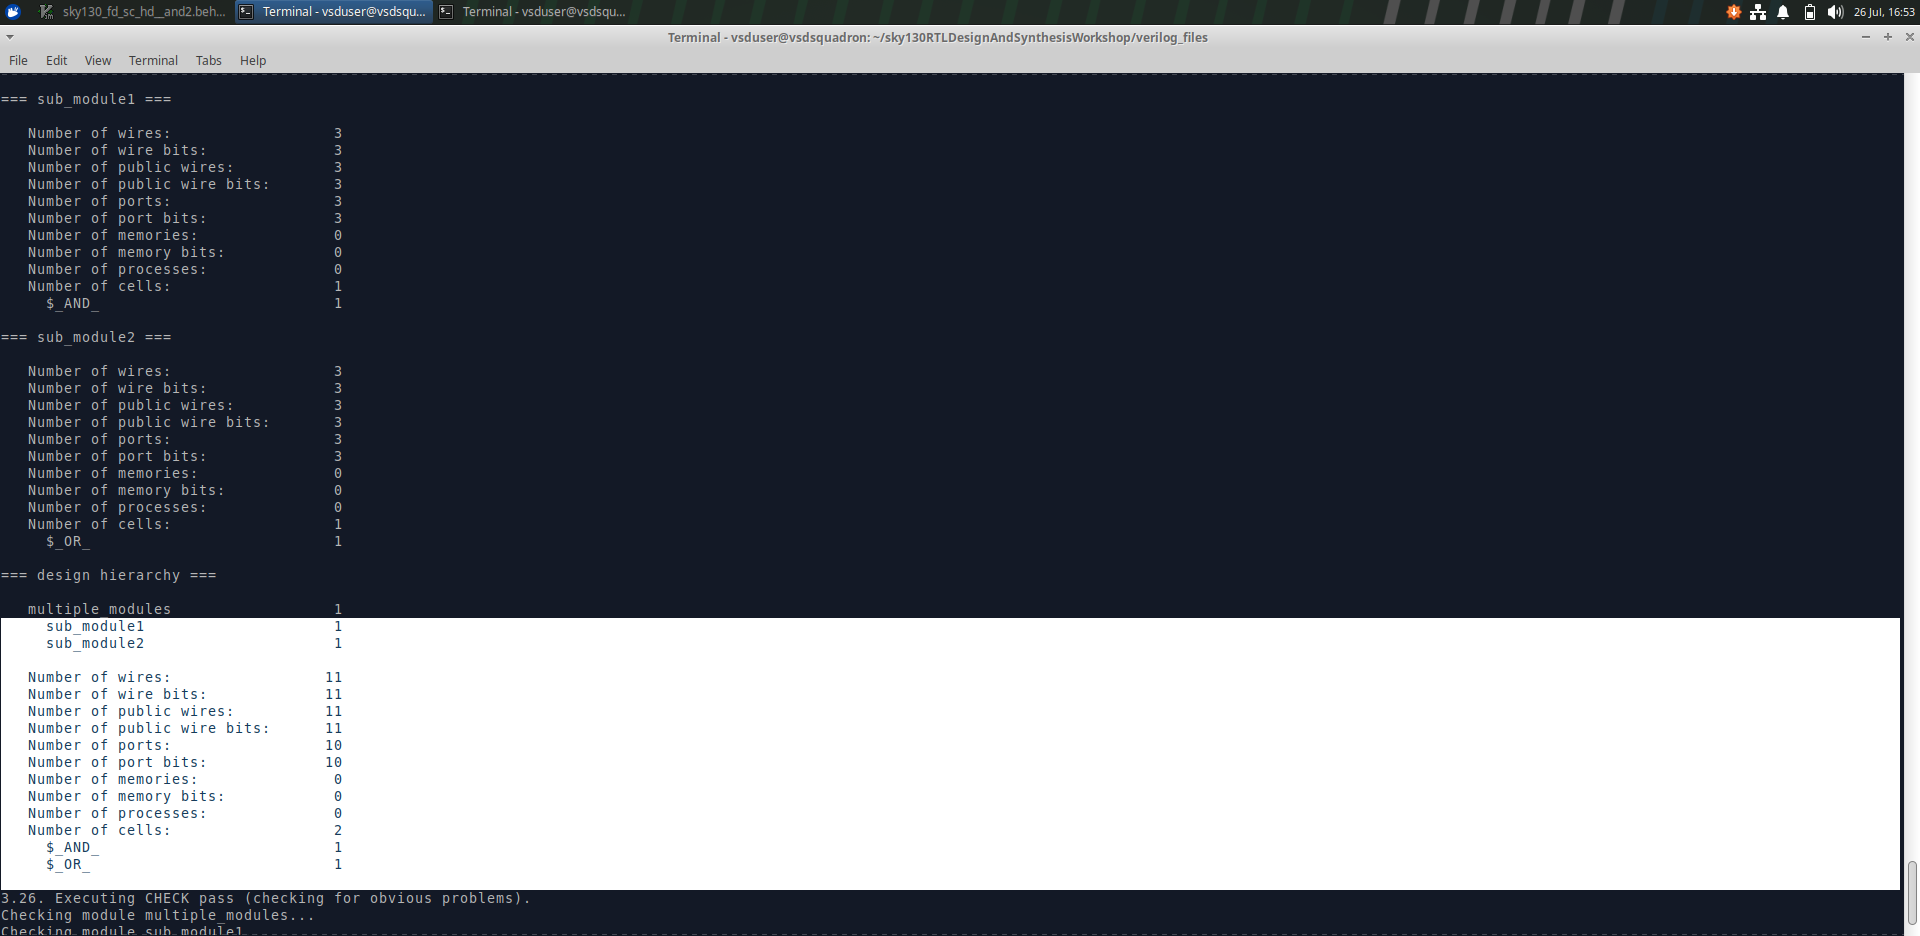 sky130_fd_sc_hd__and2.beh...
Terminal - vsduser@vsdsqu...
Terminal - vsduser@vsdsqu...
26 Jul, 16:53
Terminal - vsduser@vsdsquadron: ~/sky130RTLDesignAndSynthesisWorkshop/verilog_files
File Edit View Terminal Tabs Help
=== sub_module1 ===
Number of wires: 3
Number of wire bits: 3
Number of public wires: 3
Number of public wire bits: 3
Number of ports: 3
Number of port bits: 3
Number of memories: 0
Number of memory bits: 0
Number of processes: 0
Number of cells: 1
$_AND_ 1
=== sub_module2 ===
Number of wires: 3
Number of wire bits: 3
Number of public wires: 3
Number of public wire bits: 3
Number of ports: 3
Number of port bits: 3
Number of memories: 0
Number of memory bits: 0
Number of processes: 0
Number of cells: 1
$_OR_ 1
=== design hierarchy ===
multiple_modules 1
sub_module1 1
sub_module2 1
Number of wires: 11
Number of wire bits: 11
Number of public wires: 11
Number of public wire bits: 11
Number of ports: 10
Number of port bits: 10
Number of memories: 0
Number of memory bits: 0
Number of processes: 0
Number of cells: 2
$_AND_ 1
$_OR_ 1
3.26. Executing CHECK pass (checking for obvious problems).
Checking module multiple_modules...
Checking module sub_module1